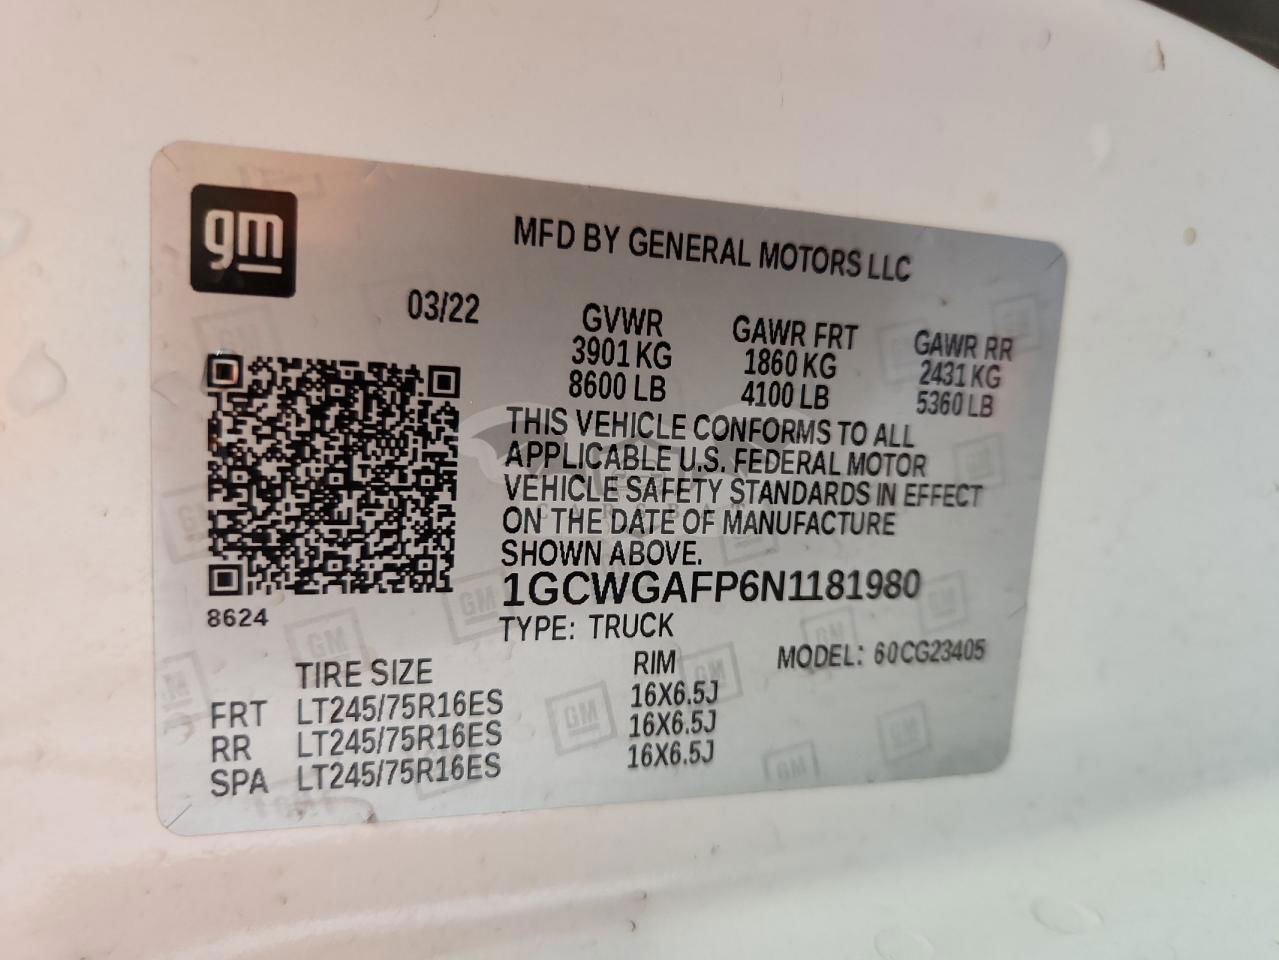 gm
MFD BY GENERAL MOTORS LLC
03/22
GVWR GAWR FRT GAWR RR
3901 KG 1860 KG 2431 KG
8600 LB 4100 LB 5360 LB
THIS VEHICLE CONFORMS TO ALL
APPLICABLE U.S. FEDERAL MOTOR
VEHICLE SAFETY STANDARDS IN EFFECT
ON THE DATE OF MANUFACTURE
SHOWN ABOVE.
1GCWGAFP6N1181980
8624
TYPE: TRUCK MODEL: 60CG23405
TIRE SIZE RIM
FRT LT245/75R16ES 16X6.5J
RR LT245/75R16ES 16X6.5J
SPA LT245/75R16ES 16X6.5J